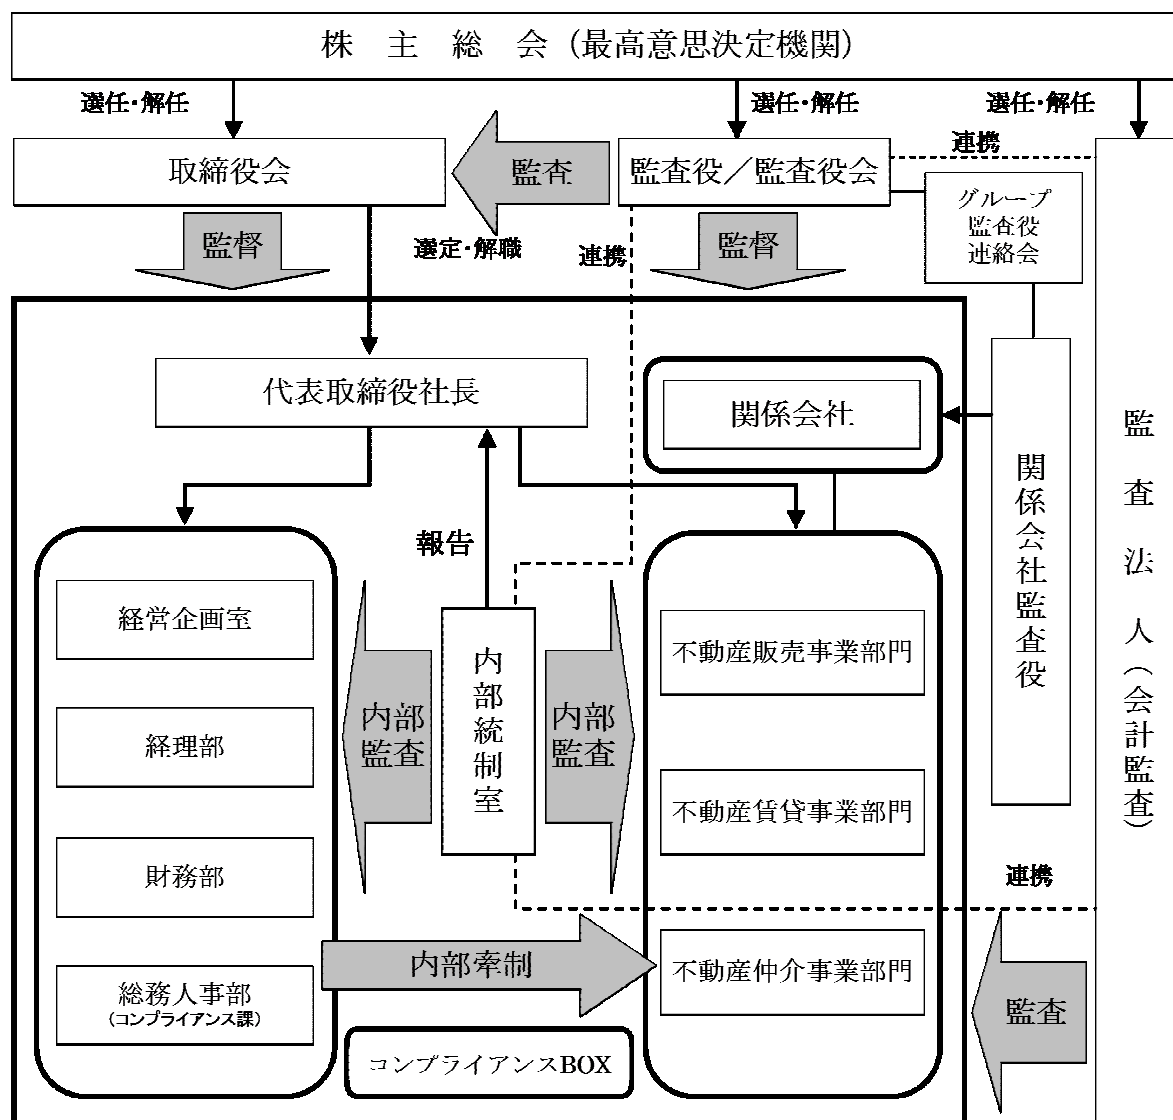 株 主 総 会 (最高意思決定機関)
選任・解任
選任・解任
選任・解任
取締役会
監査
監査役／監査役会
連携
グループ
監査役
連絡会
監督
選定・解職
連携
監督
代表取締役社長
関係会社
報告
関係会社監査役
監査法人(会計監査)
経営企画室
経理部
財務部
総務人事部
(コンプライアンス課)
内部
監査
内部統制室
内部
監査
不動産販売事業部門
不動産賃貸事業部門
不動産仲介事業部門
連携
内部牽制
監査
コンプライアンスBOX